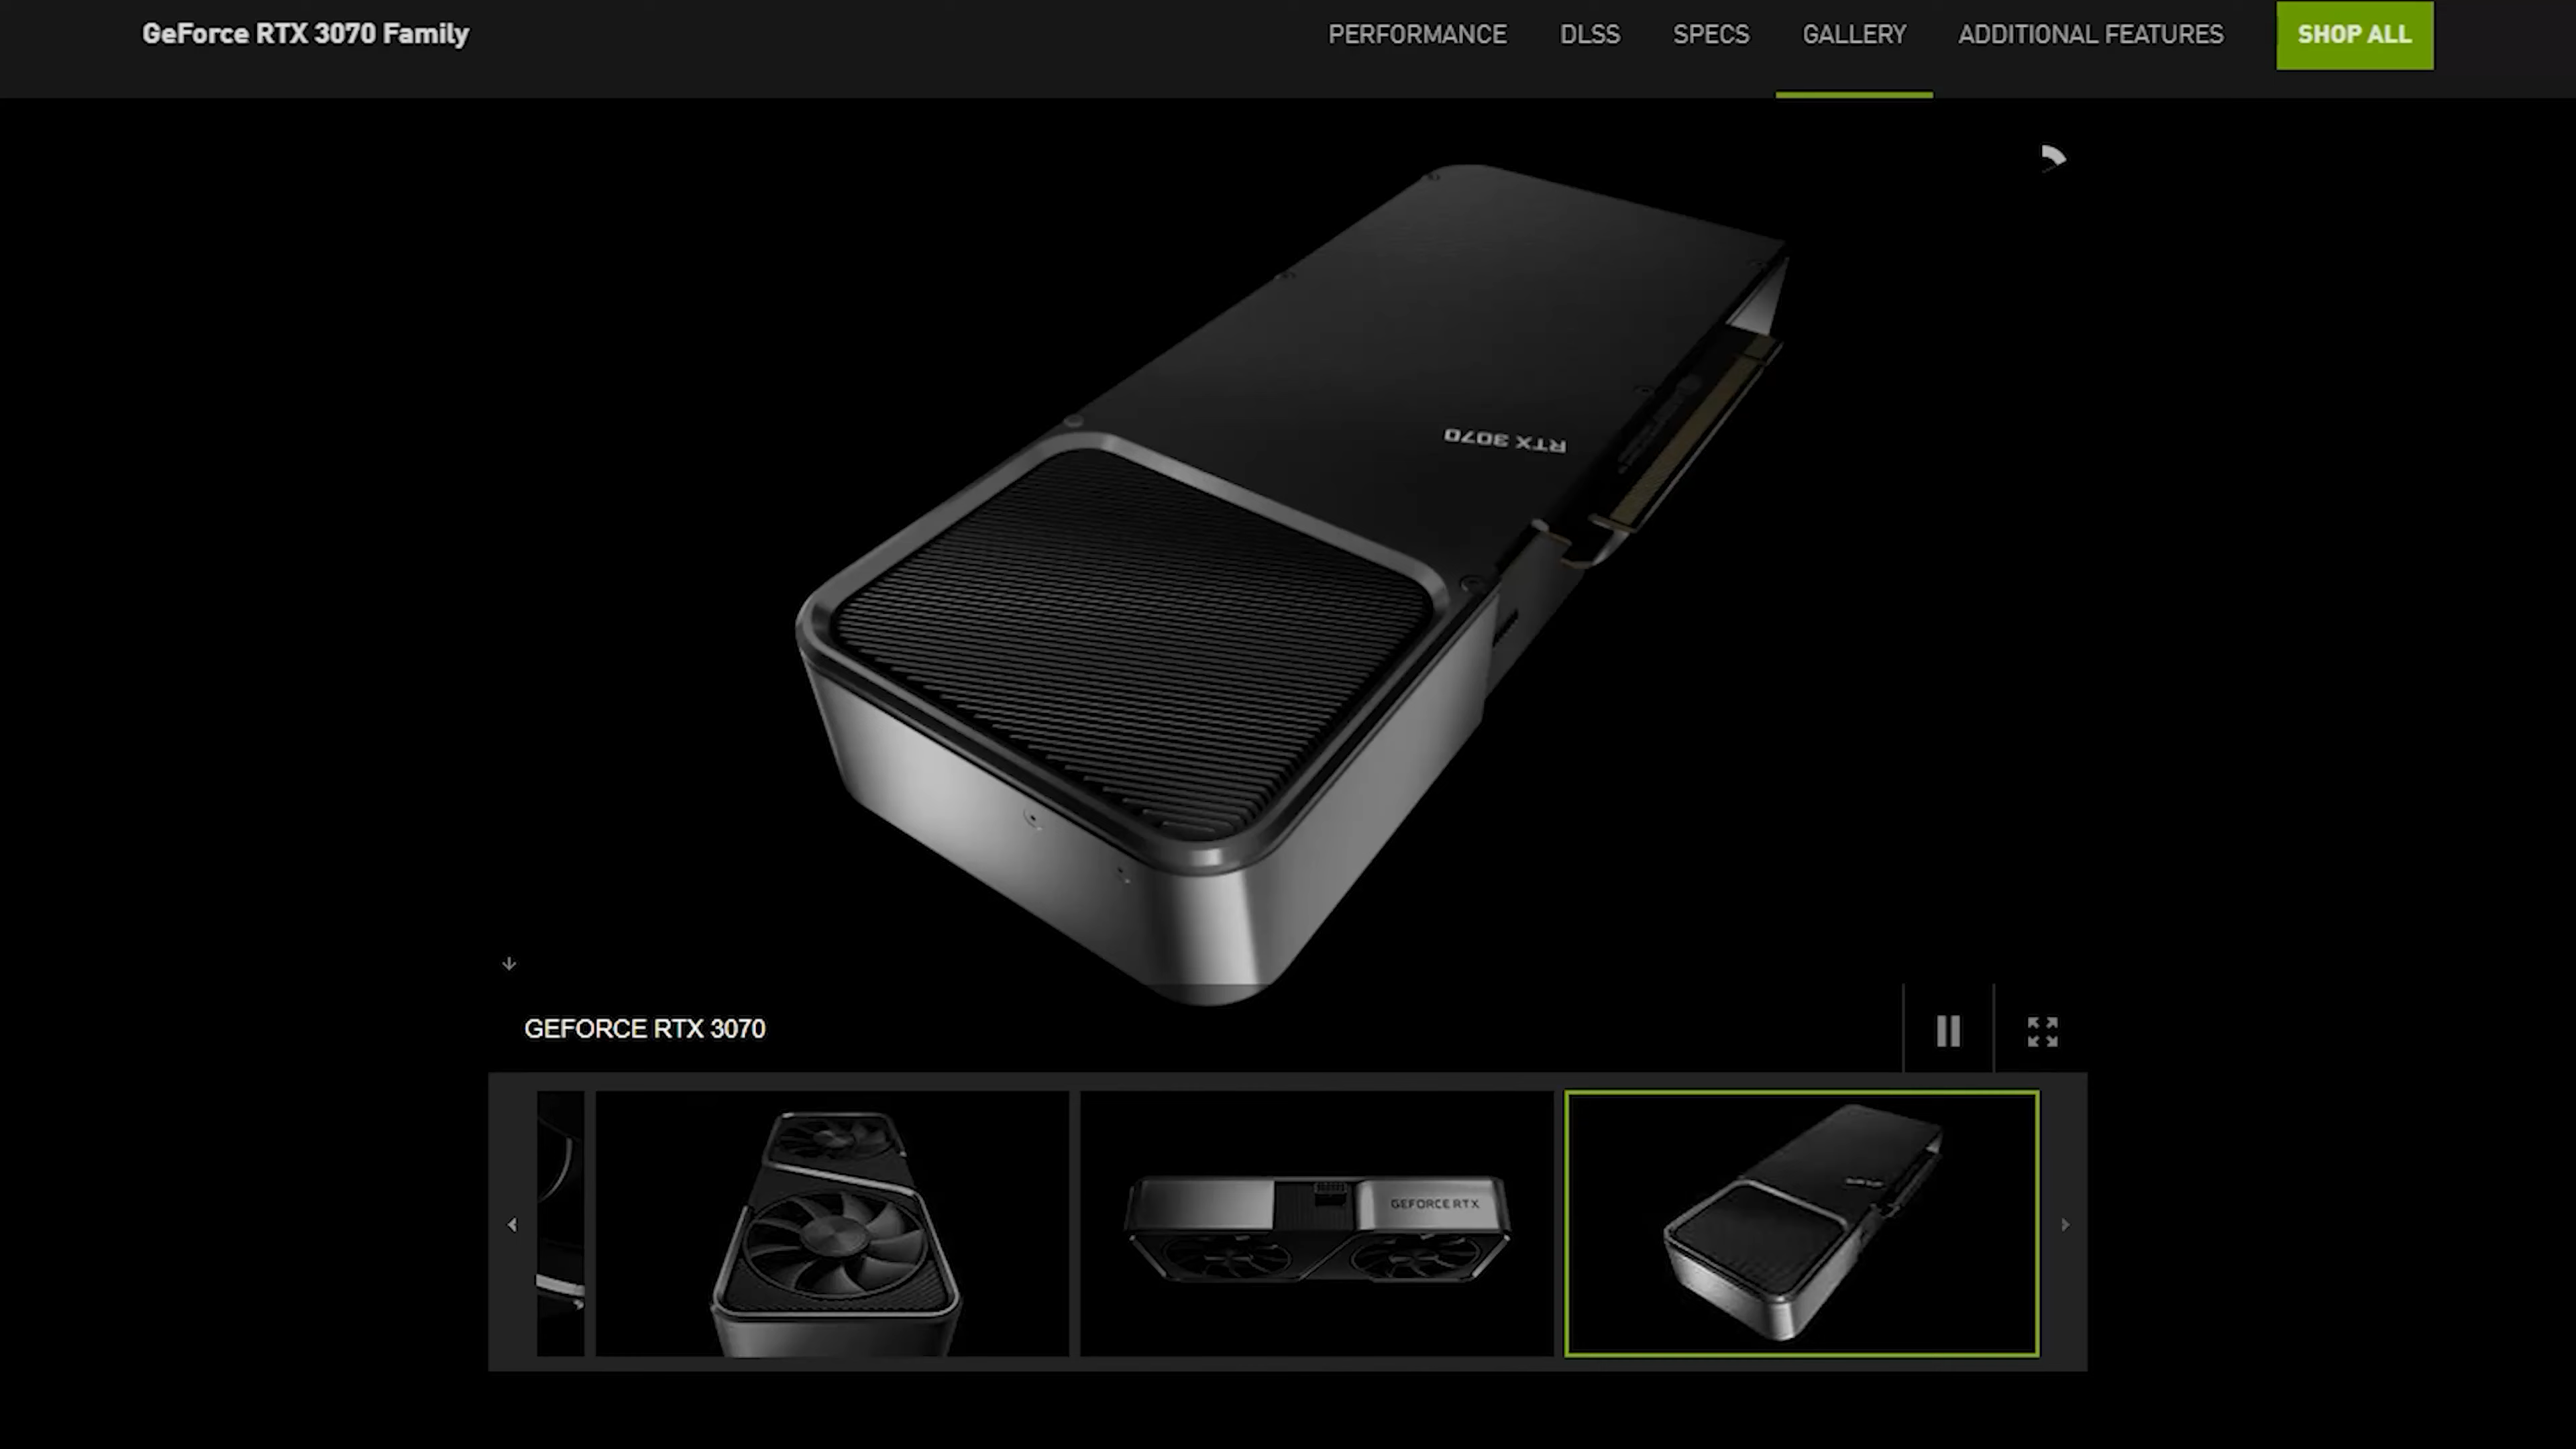 GeForce RTX 3070 Family
PERFORMANCE
DLSS
SPECS
GALLERY
ADDITIONAL FEATURES
SHOP ALL
RTX 3070
GEFORCE RTX 3070
GEFORCE RTX